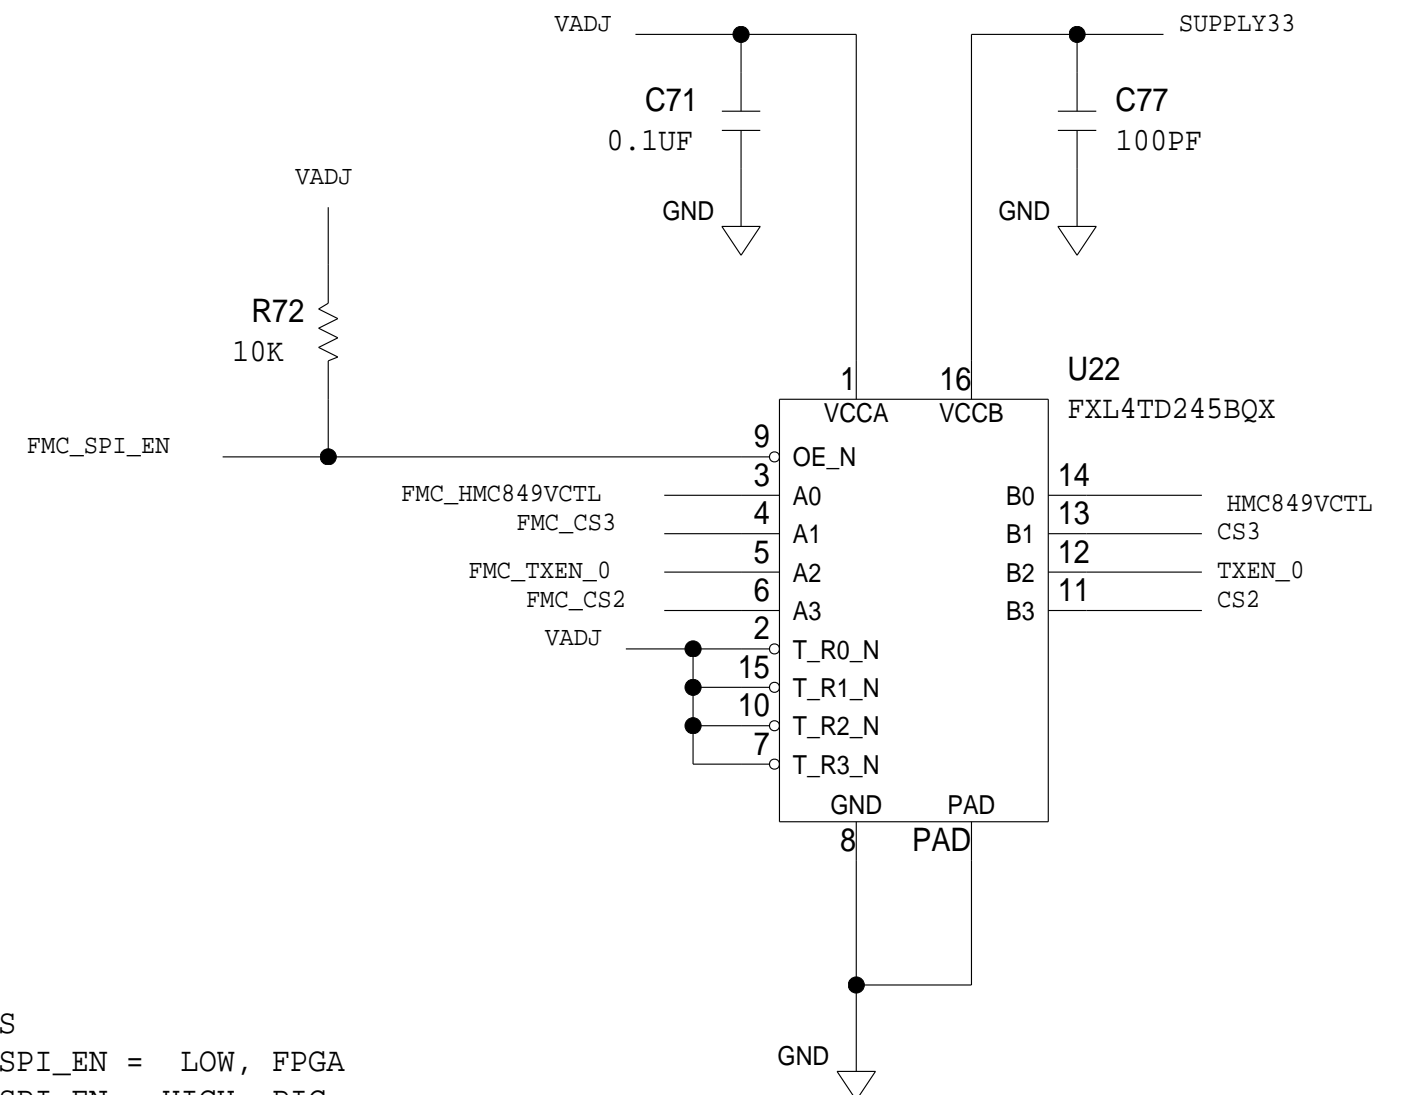 VADJ
SUPPLY33
C71
0.1UF
C77
100PF
VADJ
GND
GND
R72
10K
1
16
U22
FXL4TD245BQX
VCCA
VCCB
FMC_SPI_EN
9
OE_N
3
FMC_HMC849VCTL
A0
B0
14
HMC849VCTL
FMC_CS3
4
A1
B1
13
CS3
FMC_TXEN_0
5
A2
B2
12
TXEN_0
FMC_CS2
6
A3
B3
11
CS2
VADJ
2
T_R0_N
15
T_R1_N
10
T_R2_N
7
T_R3_N
GND
PAD
8
PAD
GND
S
SPI_EN =  LOW, FPGA
SPI_EN = HIGH, PIC